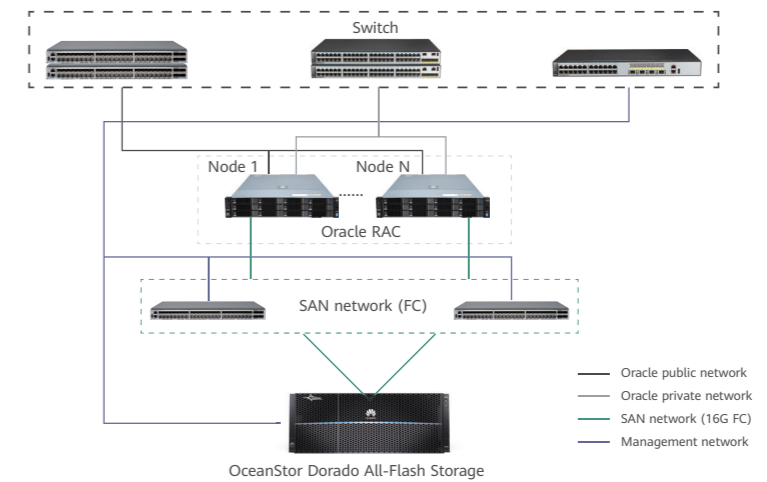 Switch
Node 1
Node N
......
Oracle RAC
SAN network (FC)
Oracle public network
Oracle private network
SAN network (16G FC)
Management network
OceanStor Dorado All-Flash Storage